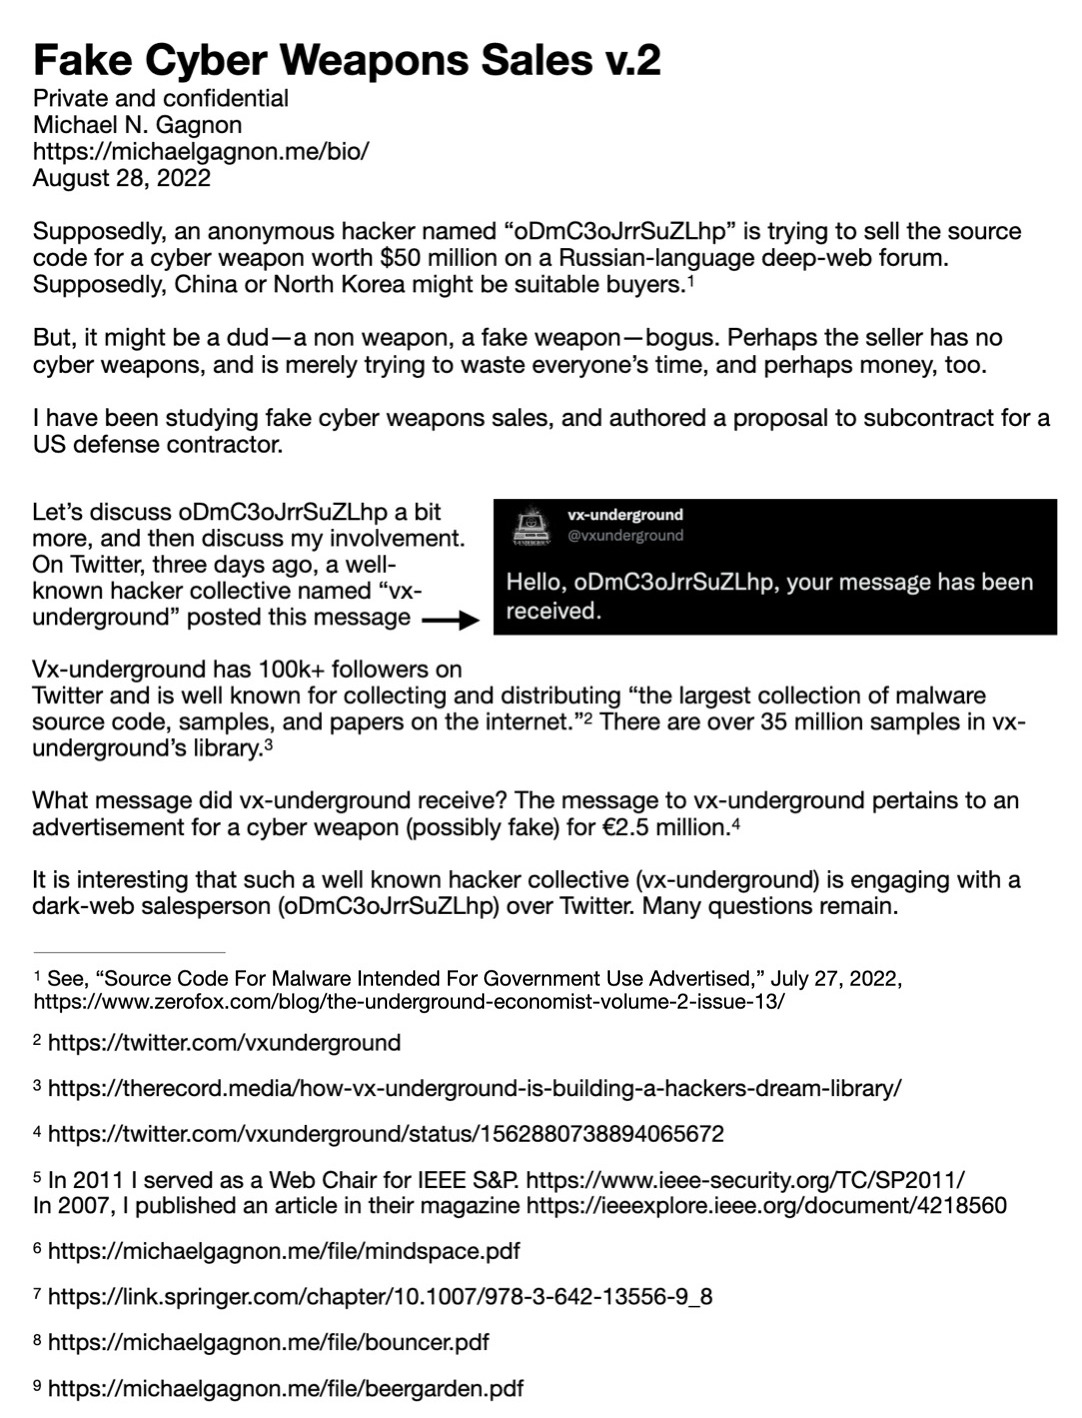 Fake Cyber Weapons Sales v.2
Private and confidential
Michael N. Gagnon
https://michaelgagnon.me/bio/
August 28, 2022
Supposedly, an anonymous hacker named “oDmC3oJrrSuZLhp” is trying to sell the source
code for a cyber weapon worth $50 million on a Russian-language deep-web forum.
Supposedly, China or North Korea might be suitable buyers.¹
But, it might be a dud—a non weapon, a fake weapon—bogus. Perhaps the seller has no
cyber weapons, and is merely trying to waste everyone’s time, and perhaps money, too.
I have been studying fake cyber weapons sales, and authored a proposal to subcontract for a
US defense contractor.
Let’s discuss oDmC3oJrrSuZLhp a bit
more, and then discuss my involvement.
On Twitter, three days ago, a well-
known hacker collective named “vx-
underground” posted this message
vx-underground
@vxunderground
Hello, oDmC3oJrrSuZLhp, your message has been
received.
Vx-underground has 100k+ followers on
Twitter and is well known for collecting and distributing “the largest collection of malware
source code, samples, and papers on the internet.”² There are over 35 million samples in vx-
underground’s library.³
What message did vx-underground receive? The message to vx-underground pertains to an
advertisement for a cyber weapon (possibly fake) for €2.5 million.⁴
It is interesting that such a well known hacker collective (vx-underground) is engaging with a
dark-web salesperson (oDmC3oJrrSuZLhp) over Twitter. Many questions remain.
¹ See, “Source Code For Malware Intended For Government Use Advertised,” July 27, 2022,
https://www.zerofox.com/blog/the-underground-economist-volume-2-issue-13/
² https://twitter.com/vxunderground
³ https://therecord.media/how-vx-underground-is-building-a-hackers-dream-library/
⁴ https://twitter.com/vxunderground/status/1562880738894065672
⁵ In 2011 I served as a Web Chair for IEEE S&P. https://www.ieee-security.org/TC/SP2011/
In 2007, I published an article in their magazine https://ieeexplore.ieee.org/document/4218560
⁶ https://michaelgagnon.me/file/mindspace.pdf
⁷ https://link.springer.com/chapter/10.1007/978-3-642-13556-9_8
⁸ https://michaelgagnon.me/file/bouncer.pdf
⁹ https://michaelgagnon.me/file/beergarden.pdf